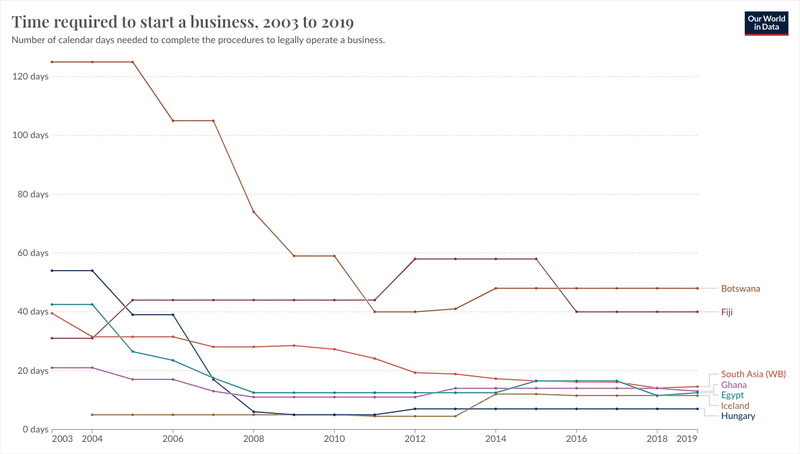 Time required to start a business, 2003 to 2019
Number of calendar days needed to complete the procedures to legally operate a business.
Our World
in Data
120 days
100 days
80 days
60 days
40 days
20 days
0 days
Botswana
Fiji
South Asia (WB)
Ghana
Egypt
Iceland
Hungary
2003 2004 2006 2008 2010 2012 2014 2016 2018 2019